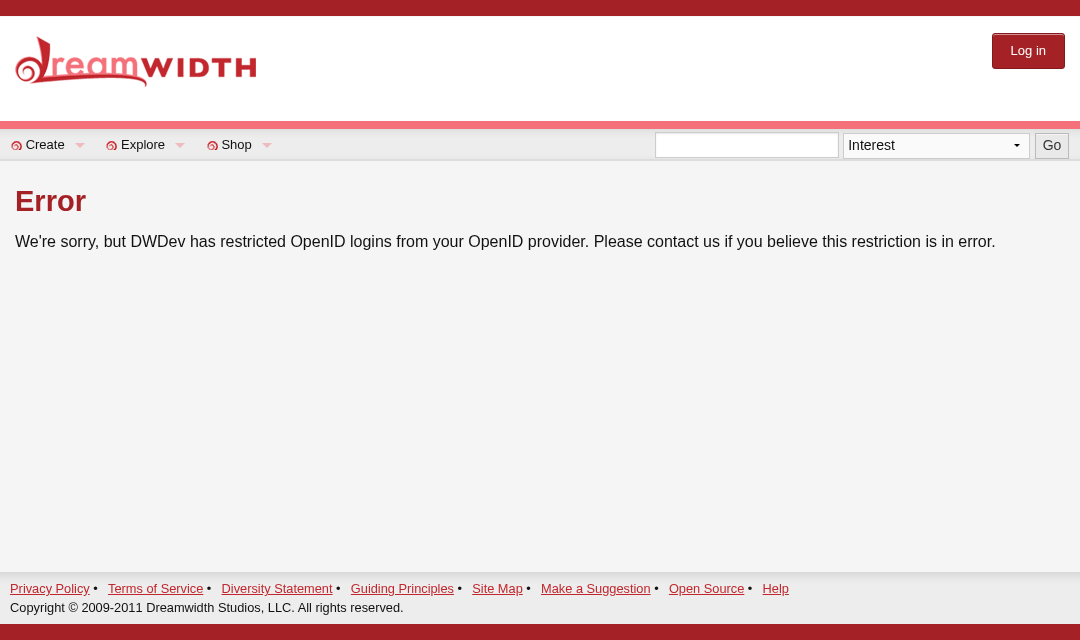 dreamWIDTH
Log in
Create Explore Shop Interest Go
Error
We're sorry, but DWDev has restricted OpenID logins from your OpenID provider. Please contact us if you believe this restriction is in error.
Privacy Policy • Terms of Service • Diversity Statement • Guiding Principles • Site Map • Make a Suggestion • Open Source • Help
Copyright © 2009-2011 Dreamwidth Studios, LLC. All rights reserved.